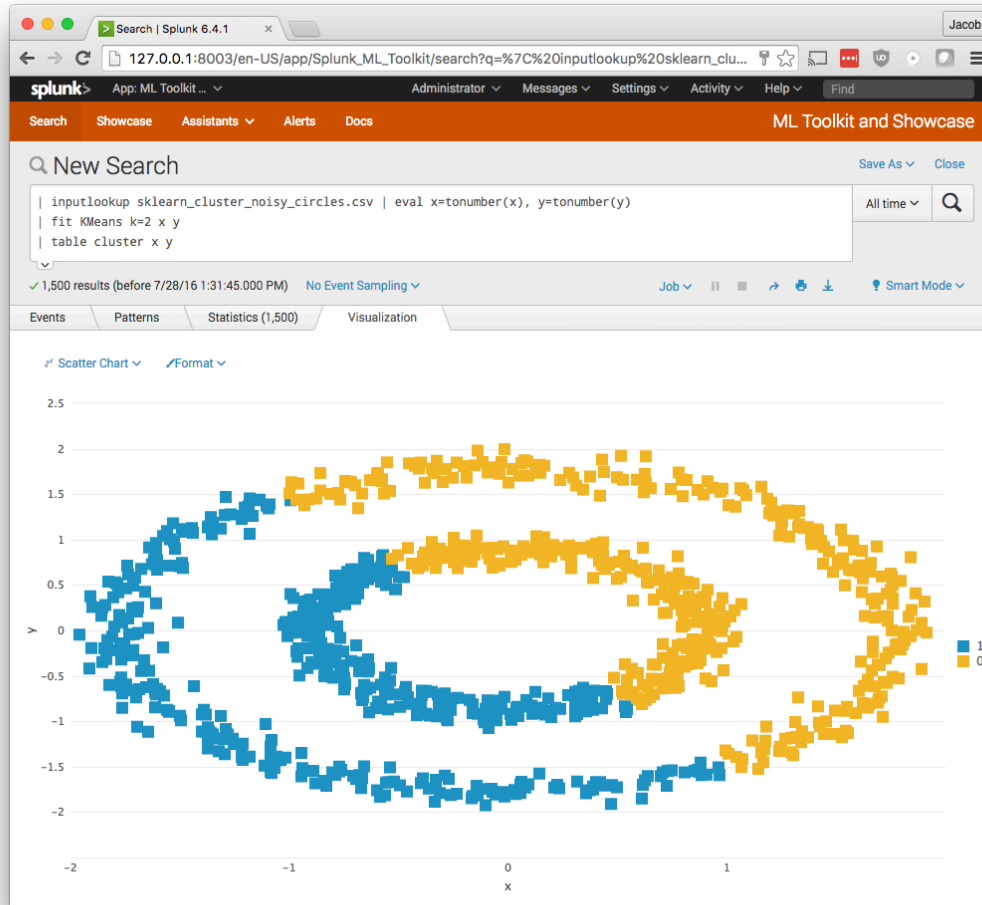 Search | Splunk 6.4.1
Jacob
127.0.0.1:8003/en-US/app/Splunk_ML_Toolkit/search?q=%7C%20inputlookup%20sklearn_clu...
splunk> App: ML Toolkit ... Administrator Messages Settings Activity Help Find
Search Showcase Assistants Alerts Docs ML Toolkit and Showcase
New Search Save As Close
| inputlookup sklearn_cluster_noisy_circles.csv | eval x=tonumber(x), y=tonumber(y)
| fit KMeans k=2 x y
| table cluster x y
All time
1,500 results (before 7/28/16 1:31:45.000 PM) No Event Sampling Job Smart Mode
Events Patterns Statistics (1,500) Visualization
Scatter Chart Format
2.5
2
1.5
1
0.5
0
-0.5
-1
-1.5
-2
y
-2 -1 0 1
x
1
0